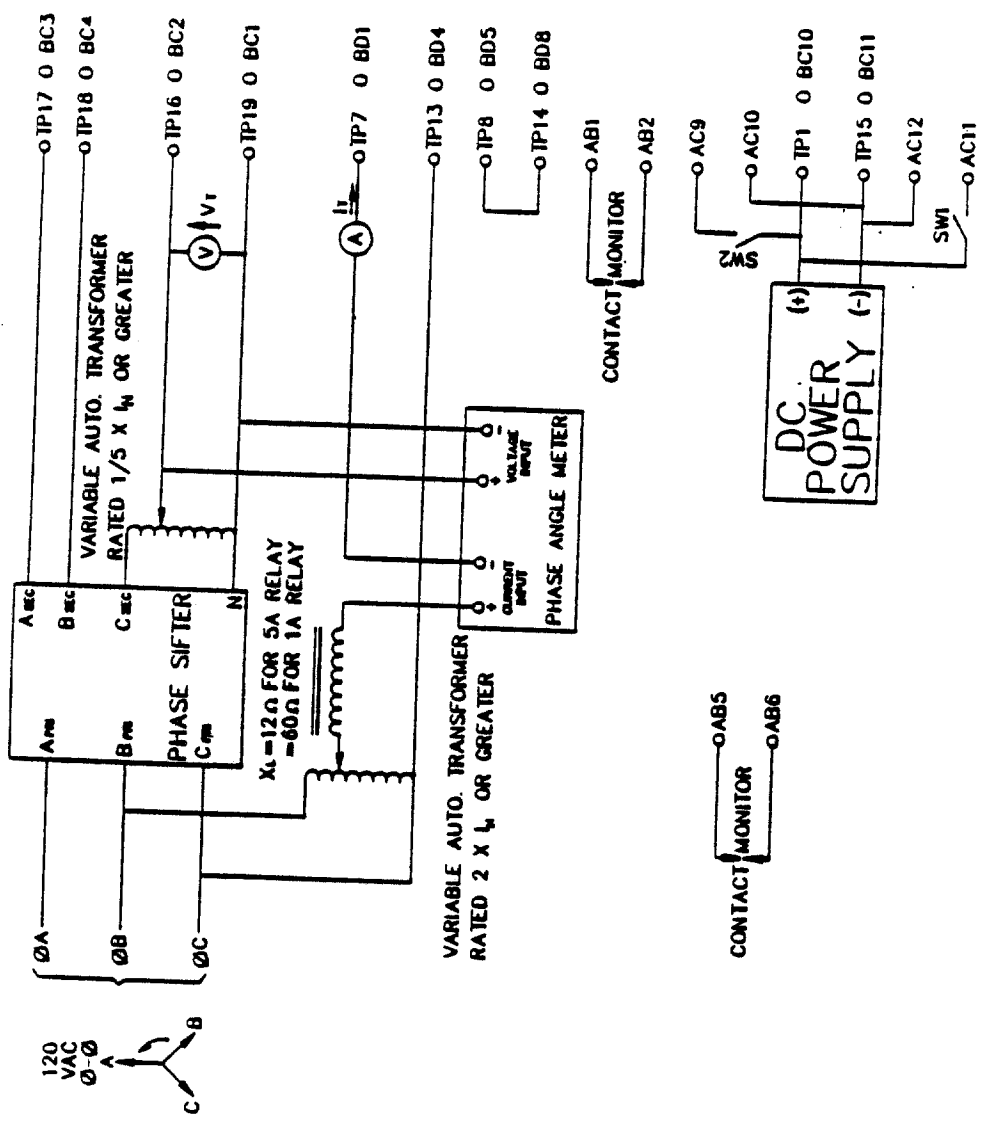 120
VAC
Ø-Ø
A
B
C
ØA
ØB
ØC
A PRI
B PRI
C PRI
PHASE SIFTER
A SEC
B SEC
C SEC
N
VARIABLE AUTO. TRANSFORMER
RATED 1/5 X IN OR GREATER
XL=12Ω FOR 5A RELAY
=60Ω FOR 1A RELAY
VARIABLE AUTO. TRANSFORMER
RATED 2 X IN OR GREATER
+ -
CURRENT
INPUT
+ -
VOLTAGE
INPUT
PHASE ANGLE METER
V
VT
A
IT
TP17 O BC3
TP18 O BC4
TP16 O BC2
TP19 O BC1
TP7 O BD1
TP13 O BD4
TP8 O BD5
TP14 O BD8
AB1
CONTACT MONITOR
AB2
AB5
CONTACT MONITOR
AB6
DC
POWER
SUPPLY
(+)
(-)
SW2
SW1
AC9
AC10
TP1 O BC10
TP15 O BC11
AC12
AC11